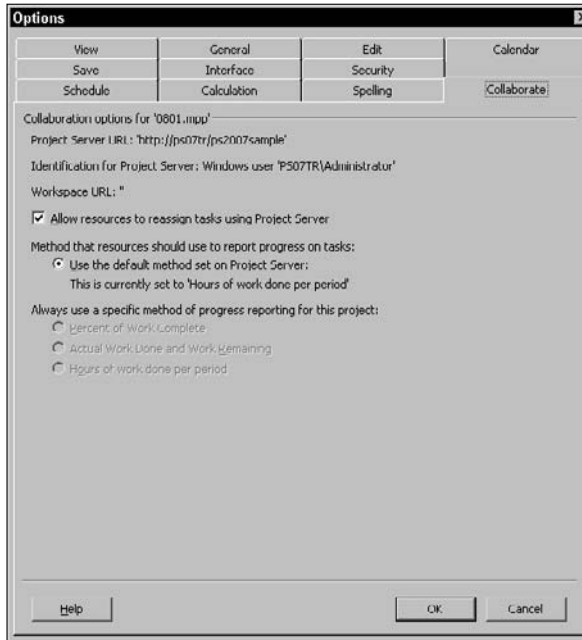 Options
View
General
Edit
Calendar
Save
Interface
Security
Schedule
Calculation
Spelling
Collaborate
Collaboration options for '0801.mpp'
Project Server URL: 'http://ps07tr/ps2007sample'
Identification for Project Server: Windows user 'PS07TR\Administrator'
Workspace URL: ''
Allow resources to reassign tasks using Project Server
Method that resources should use to report progress on tasks:
Use the default method set on Project Server:
This is currently set to 'Hours of work done per period'
Always use a specific method of progress reporting for this project:
Percent of Work Complete
Actual Work Done and Work Remaining
Hours of work done per period
Help
OK
Cancel